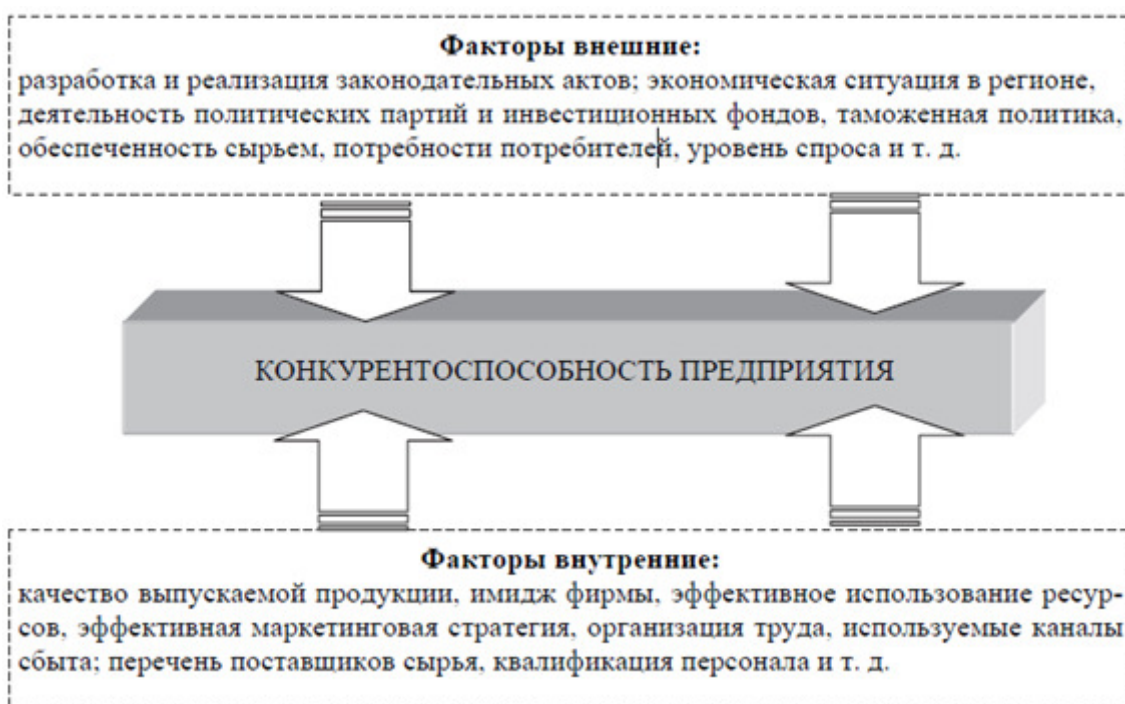 Факторы внешние:
разработка и реализация законодательных актов; экономическая ситуация в регионе,
деятельность политических партий и инвестиционных фондов, таможенная политика,
обеспеченность сырьем, потребности потребителей, уровень спроса и т. д.
КОНКУРЕНТОСПОСОБНОСТЬ ПРЕДПРИЯТИЯ
Факторы внутренние:
качество выпускаемой продукции, имидж фирмы, эффективное использование ресур-
сов, эффективная маркетинговая стратегия, организация труда, используемые каналы
сбыта; перечень поставщиков сырья, квалификация персонала и т. д.